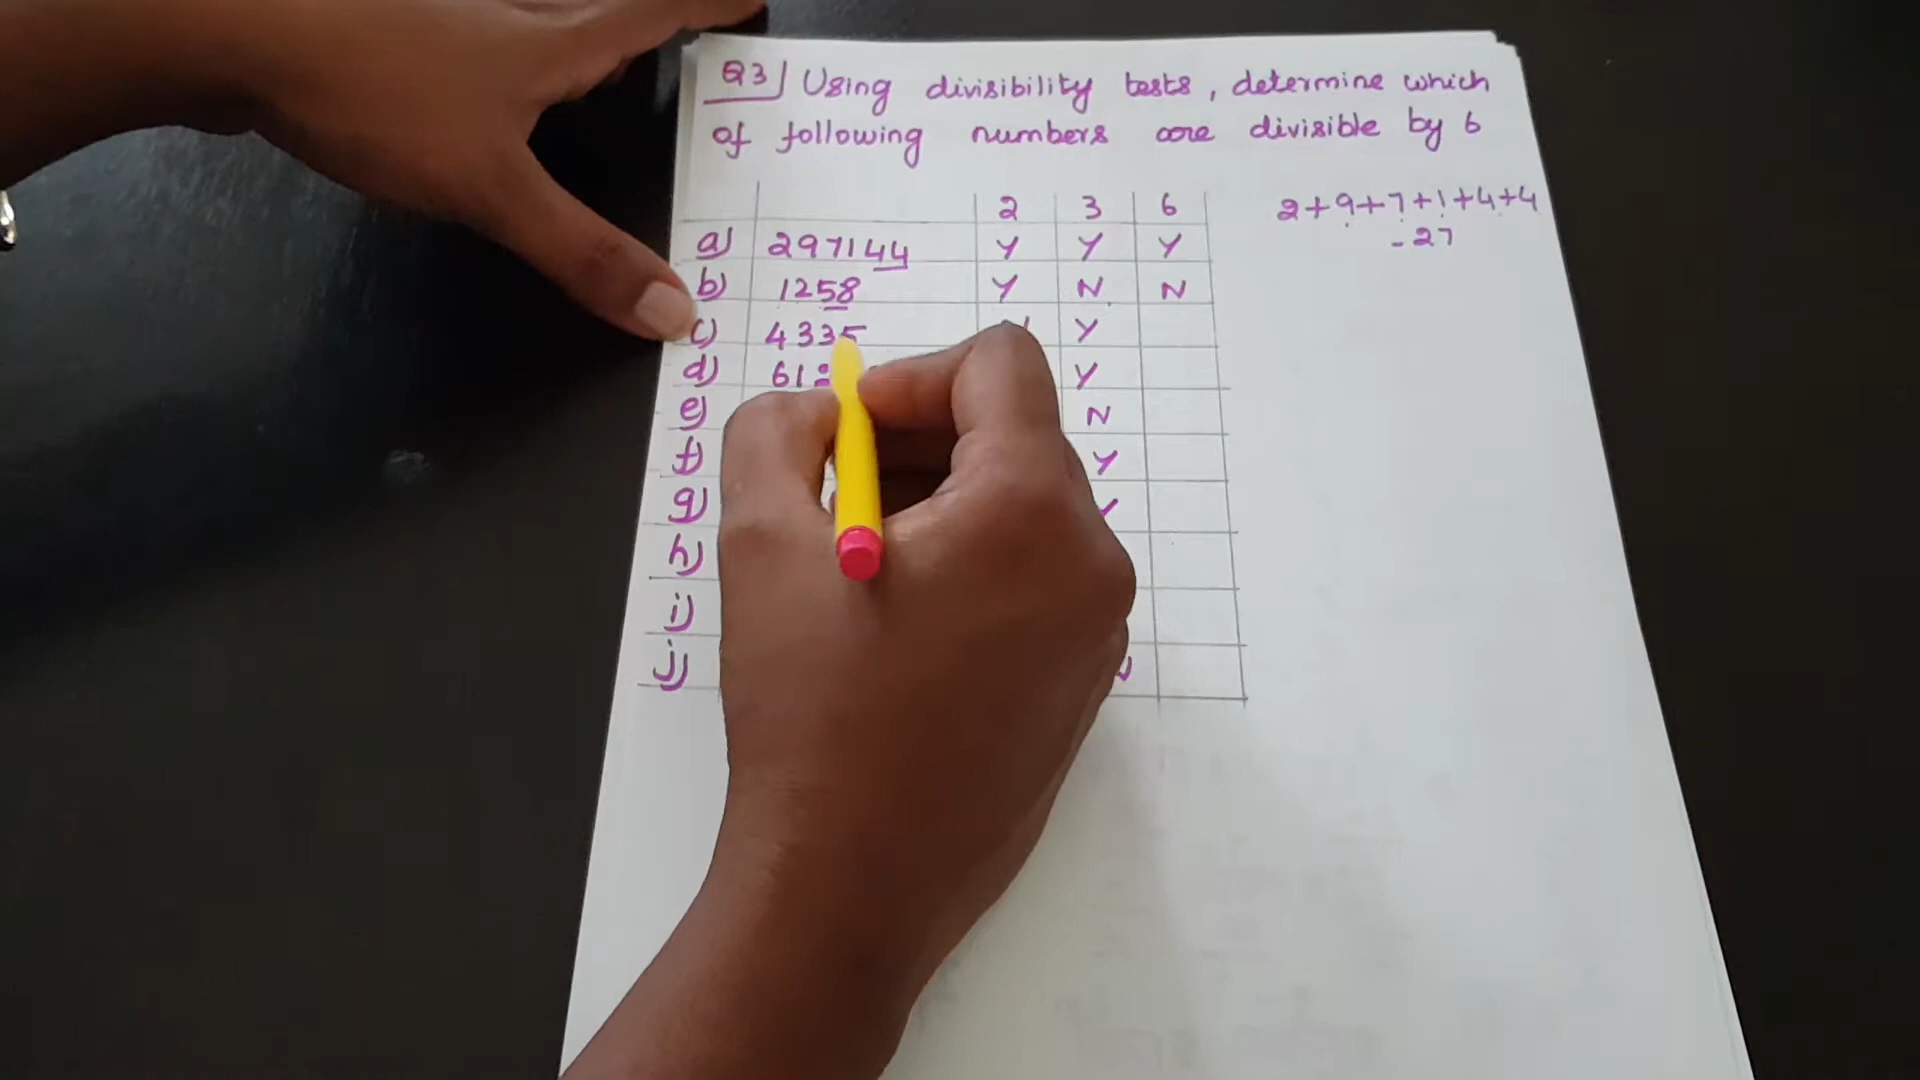 Q3 Using divisibility tests, determine which
of following numbers are divisible by 6
2 3 6
2+9+7+1+4+4
- 27
a) 297144 Y Y Y
b) 1258 Y N N
c) 4335 Y
d) Y
e) N
f) Y
g) Y
h)
i)
j)